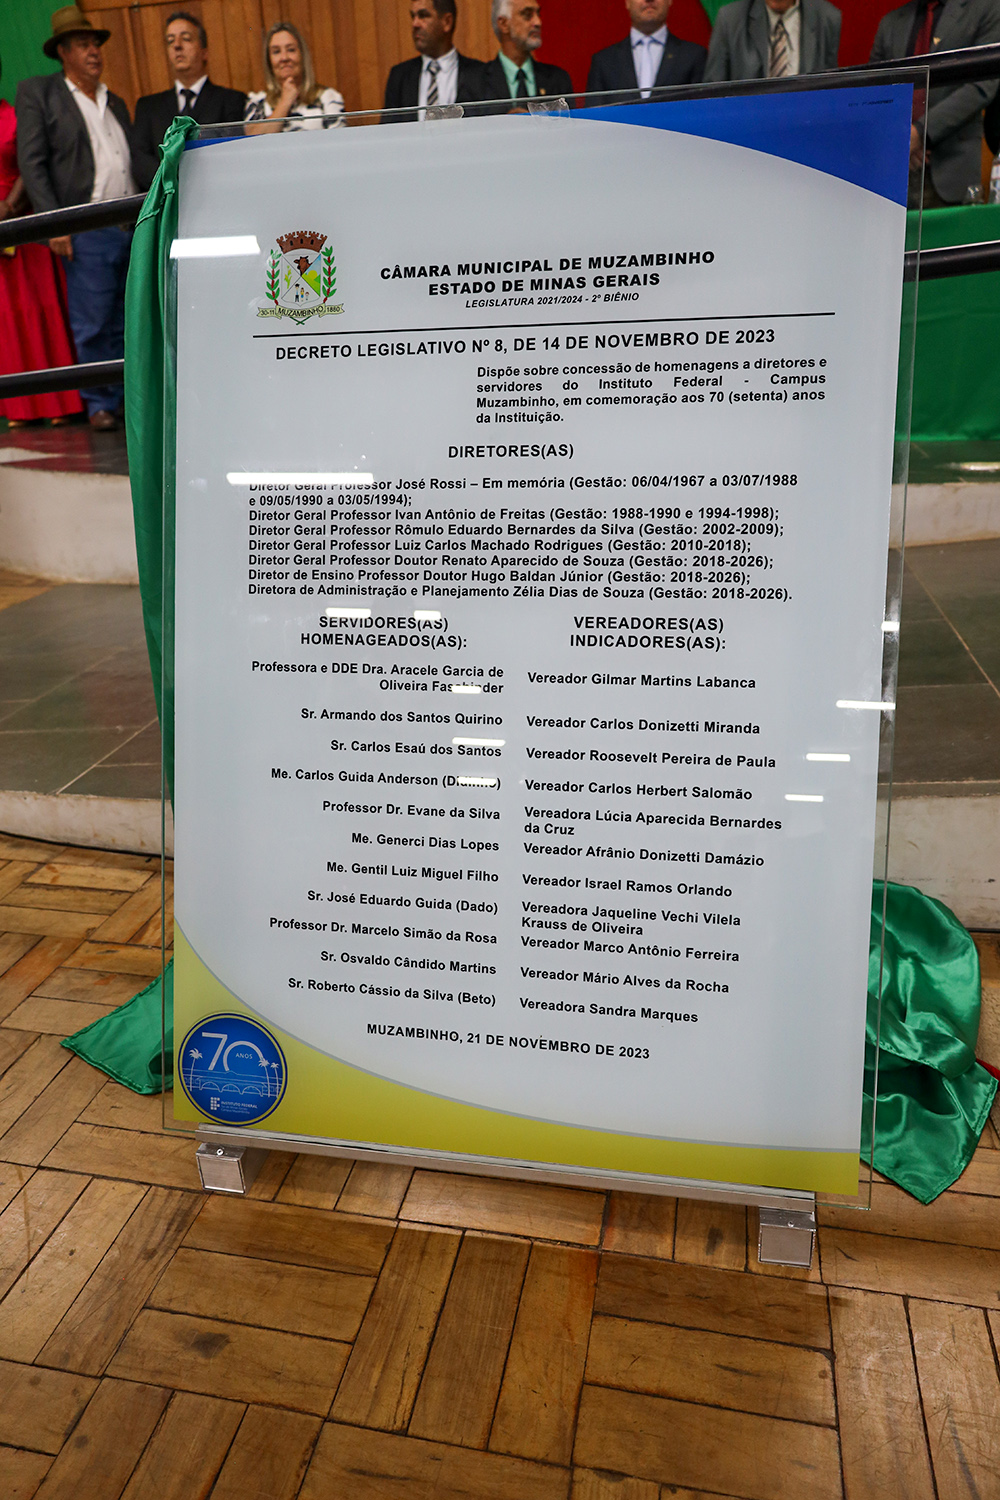 30-11 MUZAMBINHO 1880
CÂMARA MUNICIPAL DE MUZAMBINHO
ESTADO DE MINAS GERAIS
LEGISLATURA 2021/2024 - 2º BIÊNIO
DECRETO LEGISLATIVO Nº 8, DE 14 DE NOVEMBRO DE 2023
Dispõe sobre concessão de homenagens a diretores e
servidores do Instituto Federal - Campus
Muzambinho, em comemoração aos 70 (setenta) anos
da Instituição.
DIRETORES(AS)
Diretor Geral Professor José Rossi – Em memória (Gestão: 06/04/1967 a 03/07/1988
e 09/05/1990 a 03/05/1994);
Diretor Geral Professor Ivan Antônio de Freitas (Gestão: 1988-1990 e 1994-1998);
Diretor Geral Professor Rômulo Eduardo Bernardes da Silva (Gestão: 2002-2009);
Diretor Geral Professor Luiz Carlos Machado Rodrigues (Gestão: 2010-2018);
Diretor Geral Professor Doutor Renato Aparecido de Souza (Gestão: 2018-2026);
Diretor de Ensino Professor Doutor Hugo Baldan Júnior (Gestão: 2018-2026);
Diretora de Administração e Planejamento Zélia Dias de Souza (Gestão: 2018-2026).
SERVIDORES(AS)
HOMENAGEADOS(AS):
VEREADORES(AS)
INDICADORES(AS):
Professora e DDE Dra. Aracele Garcia de
Oliveira Fassbinder
Vereador Gilmar Martins Labanca
Sr. Armando dos Santos Quirino
Vereador Carlos Donizetti Miranda
Sr. Carlos Esaú dos Santos
Vereador Roosevelt Pereira de Paula
Me. Carlos Guida Anderson
Vereador Carlos Herbert Salomão
Professor Dr. Evane da Silva
Vereadora Lúcia Aparecida Bernardes
da Cruz
Me. Generci Dias Lopes
Vereador Afrânio Donizetti Damázio
Me. Gentil Luiz Miguel Filho
Vereador Israel Ramos Orlando
Sr. José Eduardo Guida (Dado)
Vereadora Jaqueline Vechi Vilela
Krauss de Oliveira
Professor Dr. Marcelo Simão da Rosa
Vereador Marco Antônio Ferreira
Sr. Osvaldo Cândido Martins
Vereador Mário Alves da Rocha
Sr. Roberto Cássio da Silva (Beto)
Vereadora Sandra Marques
MUZAMBINHO, 21 DE NOVEMBRO DE 2023
70 ANOS
INSTITUTO FEDERAL